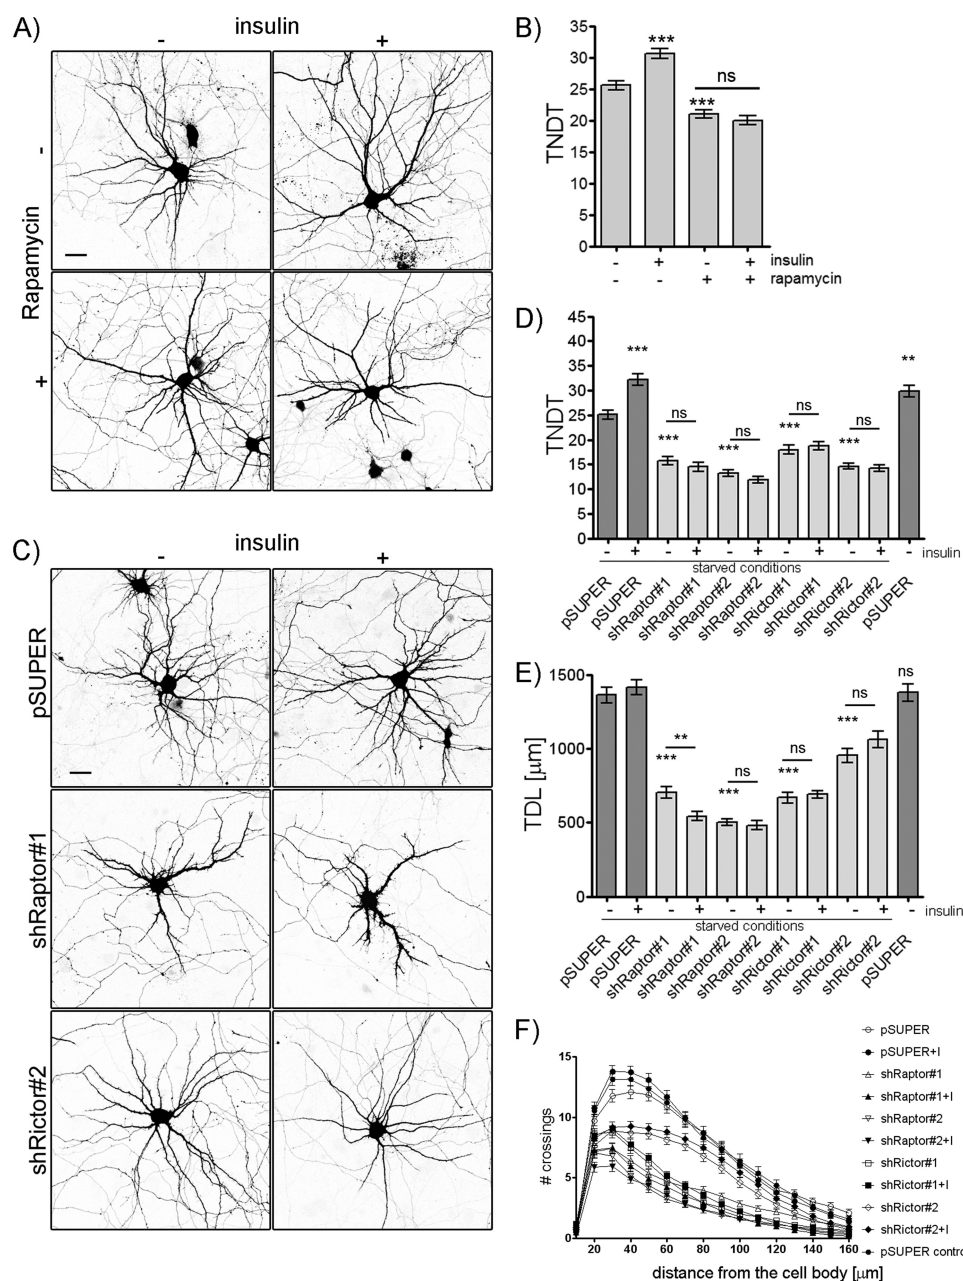 A)
insulin
- +
Rapamycin
-
+
B)
TNDT
35
30
25
20
15
10
5
0
***
***
ns
- + - + insulin
- - + + rapamycin
C)
insulin
- +
pSUPER
shRaptor#1
shRictor#2
D)
TNDT
45
40
35
30
25
20
15
10
5
0
***
***
ns
***
ns
***
ns
***
ns
**
- + - + - + - + - + - insulin
starved conditions
pSUPER
pSUPER
shRaptor#1
shRaptor#1
shRaptor#2
shRaptor#2
shRictor#1
shRictor#1
shRictor#2
shRictor#2
pSUPER
E)
TDL [µm]
1500
1000
500
0
***
**
***
ns
***
ns
***
ns
ns
- + - + - + - + - + - insulin
starved conditions
pSUPER
pSUPER
shRaptor#1
shRaptor#1
shRaptor#2
shRaptor#2
shRictor#1
shRictor#1
shRictor#2
shRictor#2
pSUPER
F)
# crossings
15
10
5
0
20 40 60 80 100 120 140 160
distance from the cell body [µm]
pSUPER
pSUPER+I
shRaptor#1
shRaptor#1+I
shRaptor#2
shRaptor#2+I
shRictor#1
shRictor#1+I
shRictor#2
shRictor#2+I
pSUPER contro